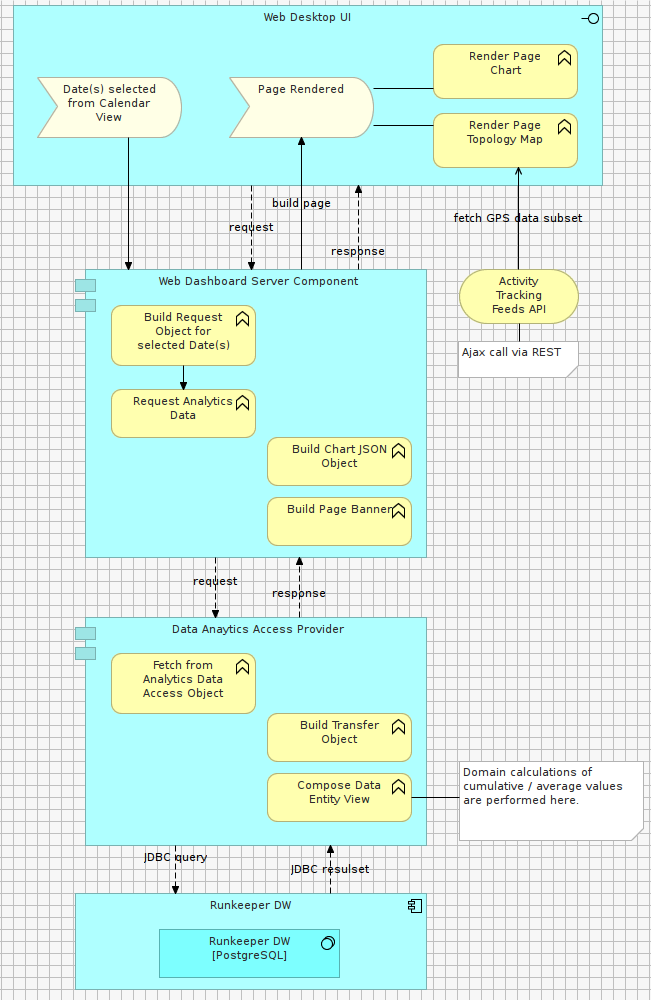 Web Desktop UI
Date(s) selected
from Calendar
View
Page Rendered
Render Page
Chart
Render Page
Topology Map
build page
request
response
fetch GPS data subset
Web Dashboard Server Component
Activity
Tracking
Feeds API
Ajax call via REST
Build Request
Object for
selected Date(s)
Request Analytics
Data
Build Chart JSON
Object
Build Page Banner
request
response
Data Anaytics Access Provider
Fetch from
Analytics Data
Access Object
Build Transfer
Object
Compose Data
Entity View
Domain calculations of
cumulative / average values
are performed here.
JDBC query
JDBC resulset
Runkeeper DW
Runkeeper DW
[PostgreSQL]